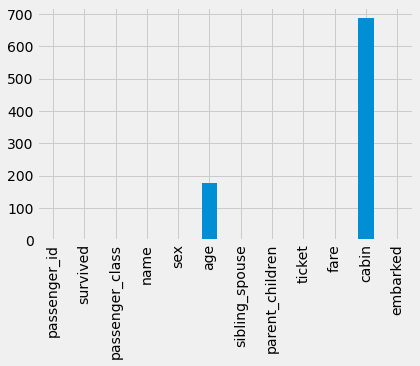 700
600
500
400
300
200
100
0
passenger_id
survived
passenger_class
name
sex
age
sibling_spouse
parent_children
ticket
fare
cabin
embarked